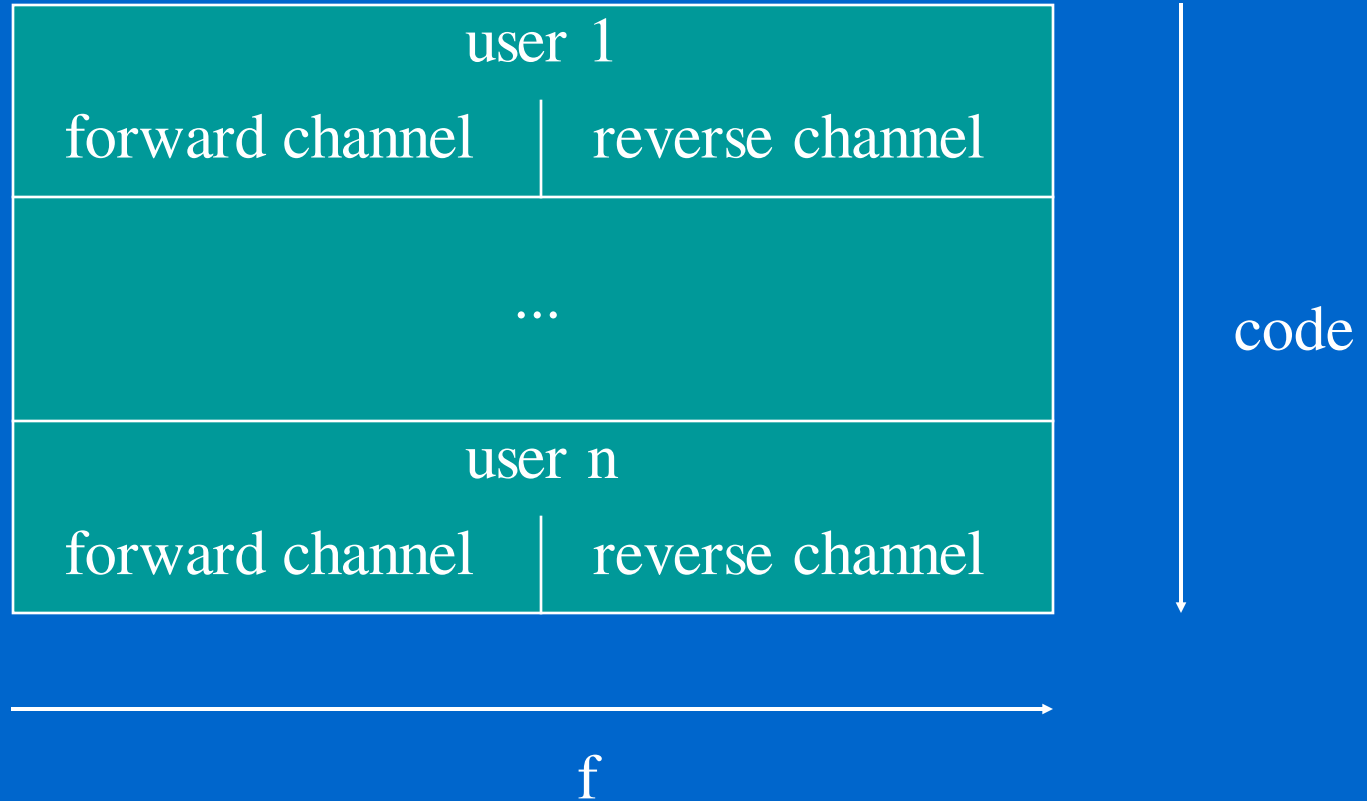 user 1
forward channel
reverse channel
...
code
user n
forward channel
reverse channel
f